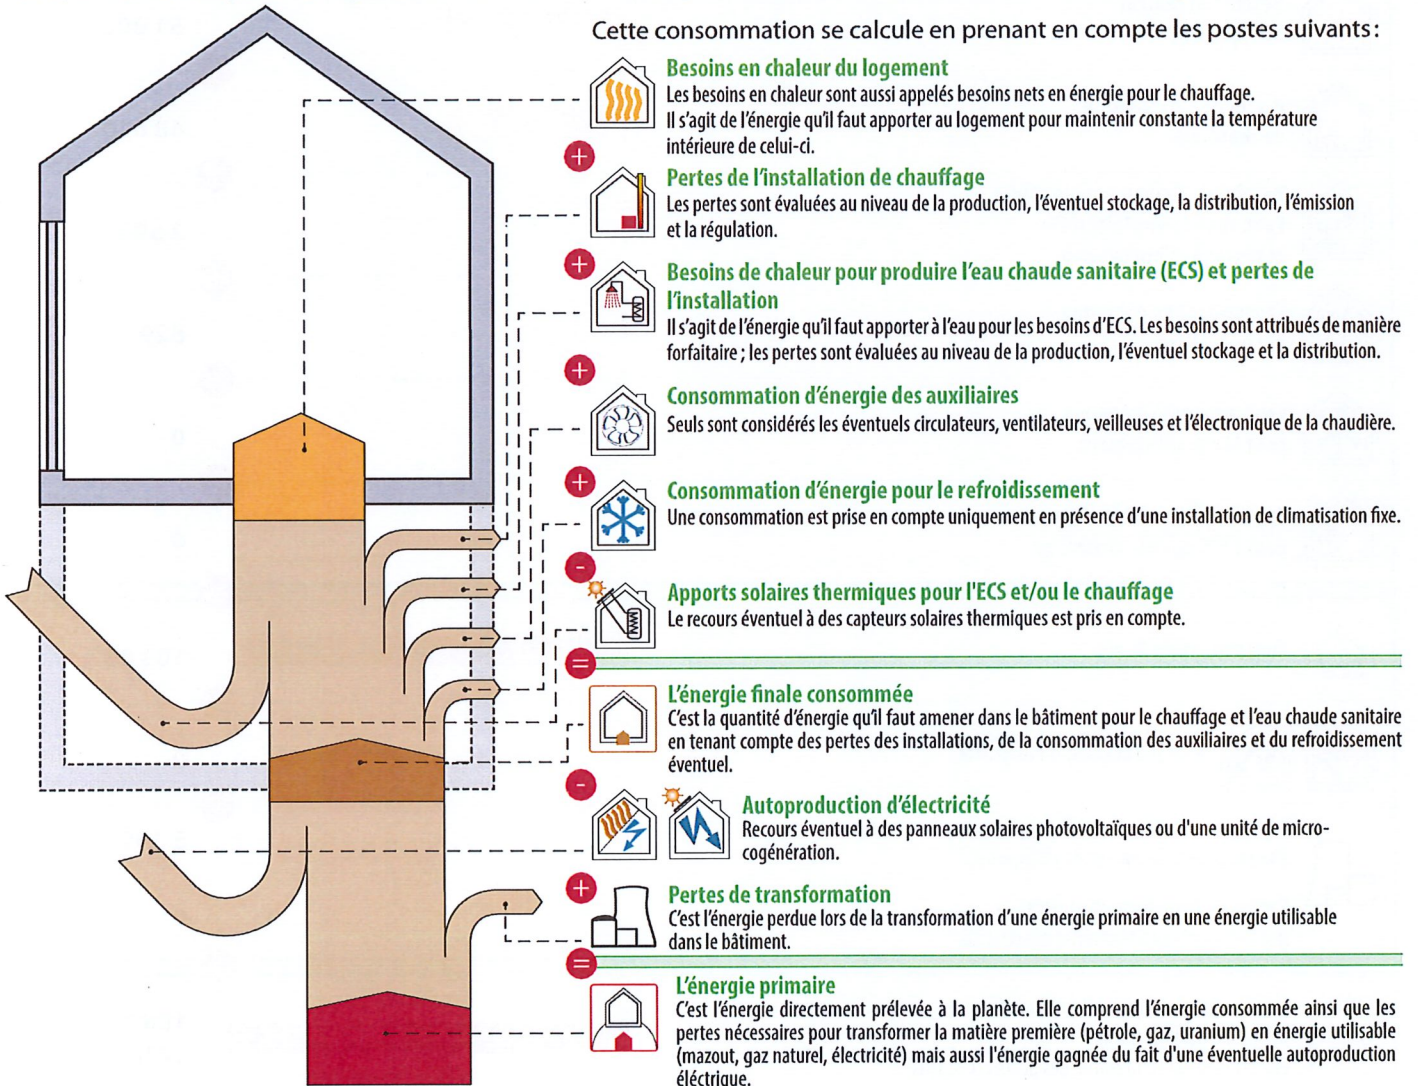 Cette consommation se calcule en prenant en compte les postes suivants :
Besoins en chaleur du logement
Les besoins en chaleur sont aussi appelés besoins nets en énergie pour le chauffage.
Il s'agit de l'énergie qu'il faut apporter au logement pour maintenir constante la température
intérieure de celui-ci.
+
Pertes de l'installation de chauffage
Les pertes sont évaluées au niveau de la production, l'éventuel stockage, la distribution, l'émission
et la régulation.
+
Besoins de chaleur pour produire l'eau chaude sanitaire (ECS) et pertes de
l'installation
Il s'agit de l'énergie qu'il faut apporter à l'eau pour les besoins d'ECS. Les besoins sont attribués de manière
forfaitaire ; les pertes sont évaluées au niveau de la production, l'éventuel stockage et la distribution.
+
Consommation d'énergie des auxiliaires
Seuls sont considérés les éventuels circulateurs, ventilateurs, veilleuses et l'électronique de la chaudière.
+
Consommation d'énergie pour le refroidissement
Une consommation est prise en compte uniquement en présence d'une installation de climatisation fixe.
-
Apports solaires thermiques pour l'ECS et/ou le chauffage
Le recours éventuel à des capteurs solaires thermiques est pris en compte.
=
L'énergie finale consommée
C'est la quantité d'énergie qu'il faut amener dans le bâtiment pour le chauffage et l'eau chaude sanitaire
en tenant compte des pertes des installations, de la consommation des auxiliaires et du refroidissement
éventuel.
-
Autoproduction d'électricité
Recours éventuel à des panneaux solaires photovoltaïques ou d'une unité de micro-
cogénération.
+
Pertes de transformation
C'est l'énergie perdue lors de la transformation d'une énergie primaire en une énergie utilisable
dans le bâtiment.
=
L'énergie primaire
C'est l'énergie directement prélevée à la planète. Elle comprend l'énergie consommée ainsi que les
pertes nécessaires pour transformer la matière première (pétrole, gaz, uranium) en énergie utilisable
(mazout, gaz naturel, électricité) mais aussi l'énergie gagnée du fait d'une éventuelle autoproduction
éléctrique.